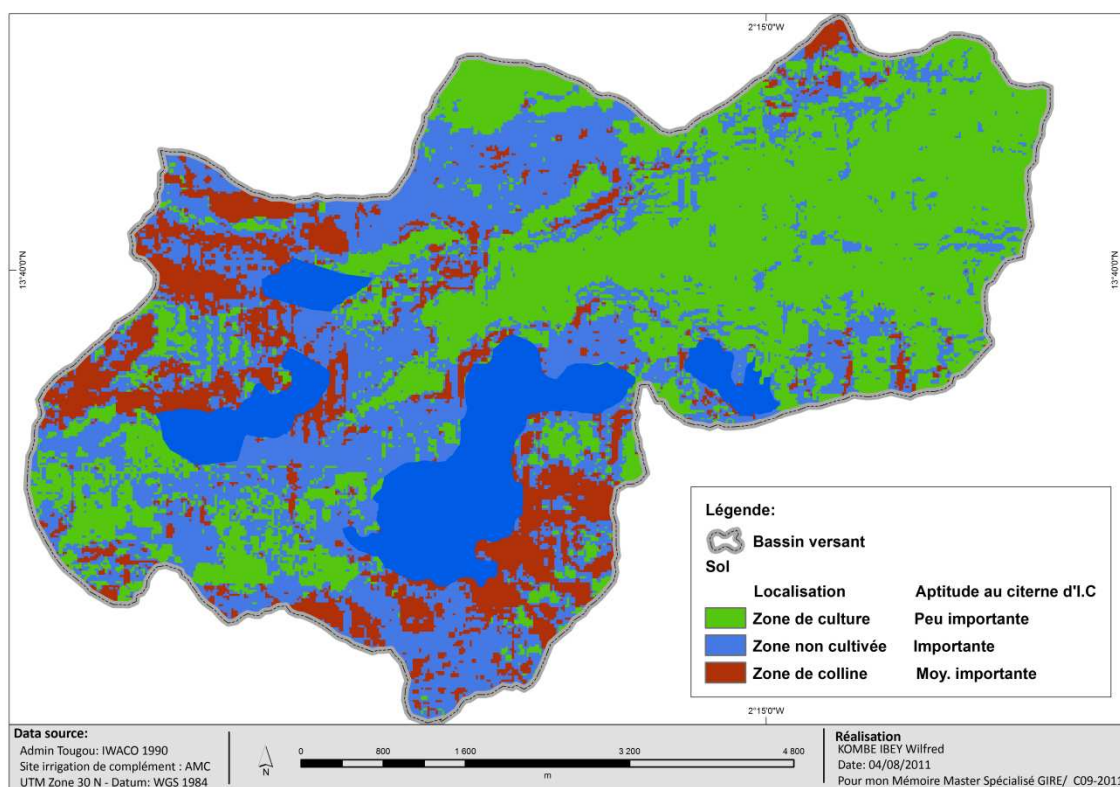 2°15'0"W
13°40'0"N
13°40'0"N
Légende:
Bassin versant
Sol
Localisation Aptitude au citerne d'I.C
Zone de culture Peu importante
Zone non cultivée Importante
Zone de colline Moy. importante
2°15'0"W
Data source:
Admin Tougou: IWACO 1990
Site irrigation de complément : AMC
UTM Zone 30 N - Datum: WGS 1984
N
0 800 1 600 3 200 4 800
m
Réalisation
KOMBE IBEY Wilfred
Date: 04/08/2011
Pour mon Mémoire Master Spécialisé GIRE/ C09-2011